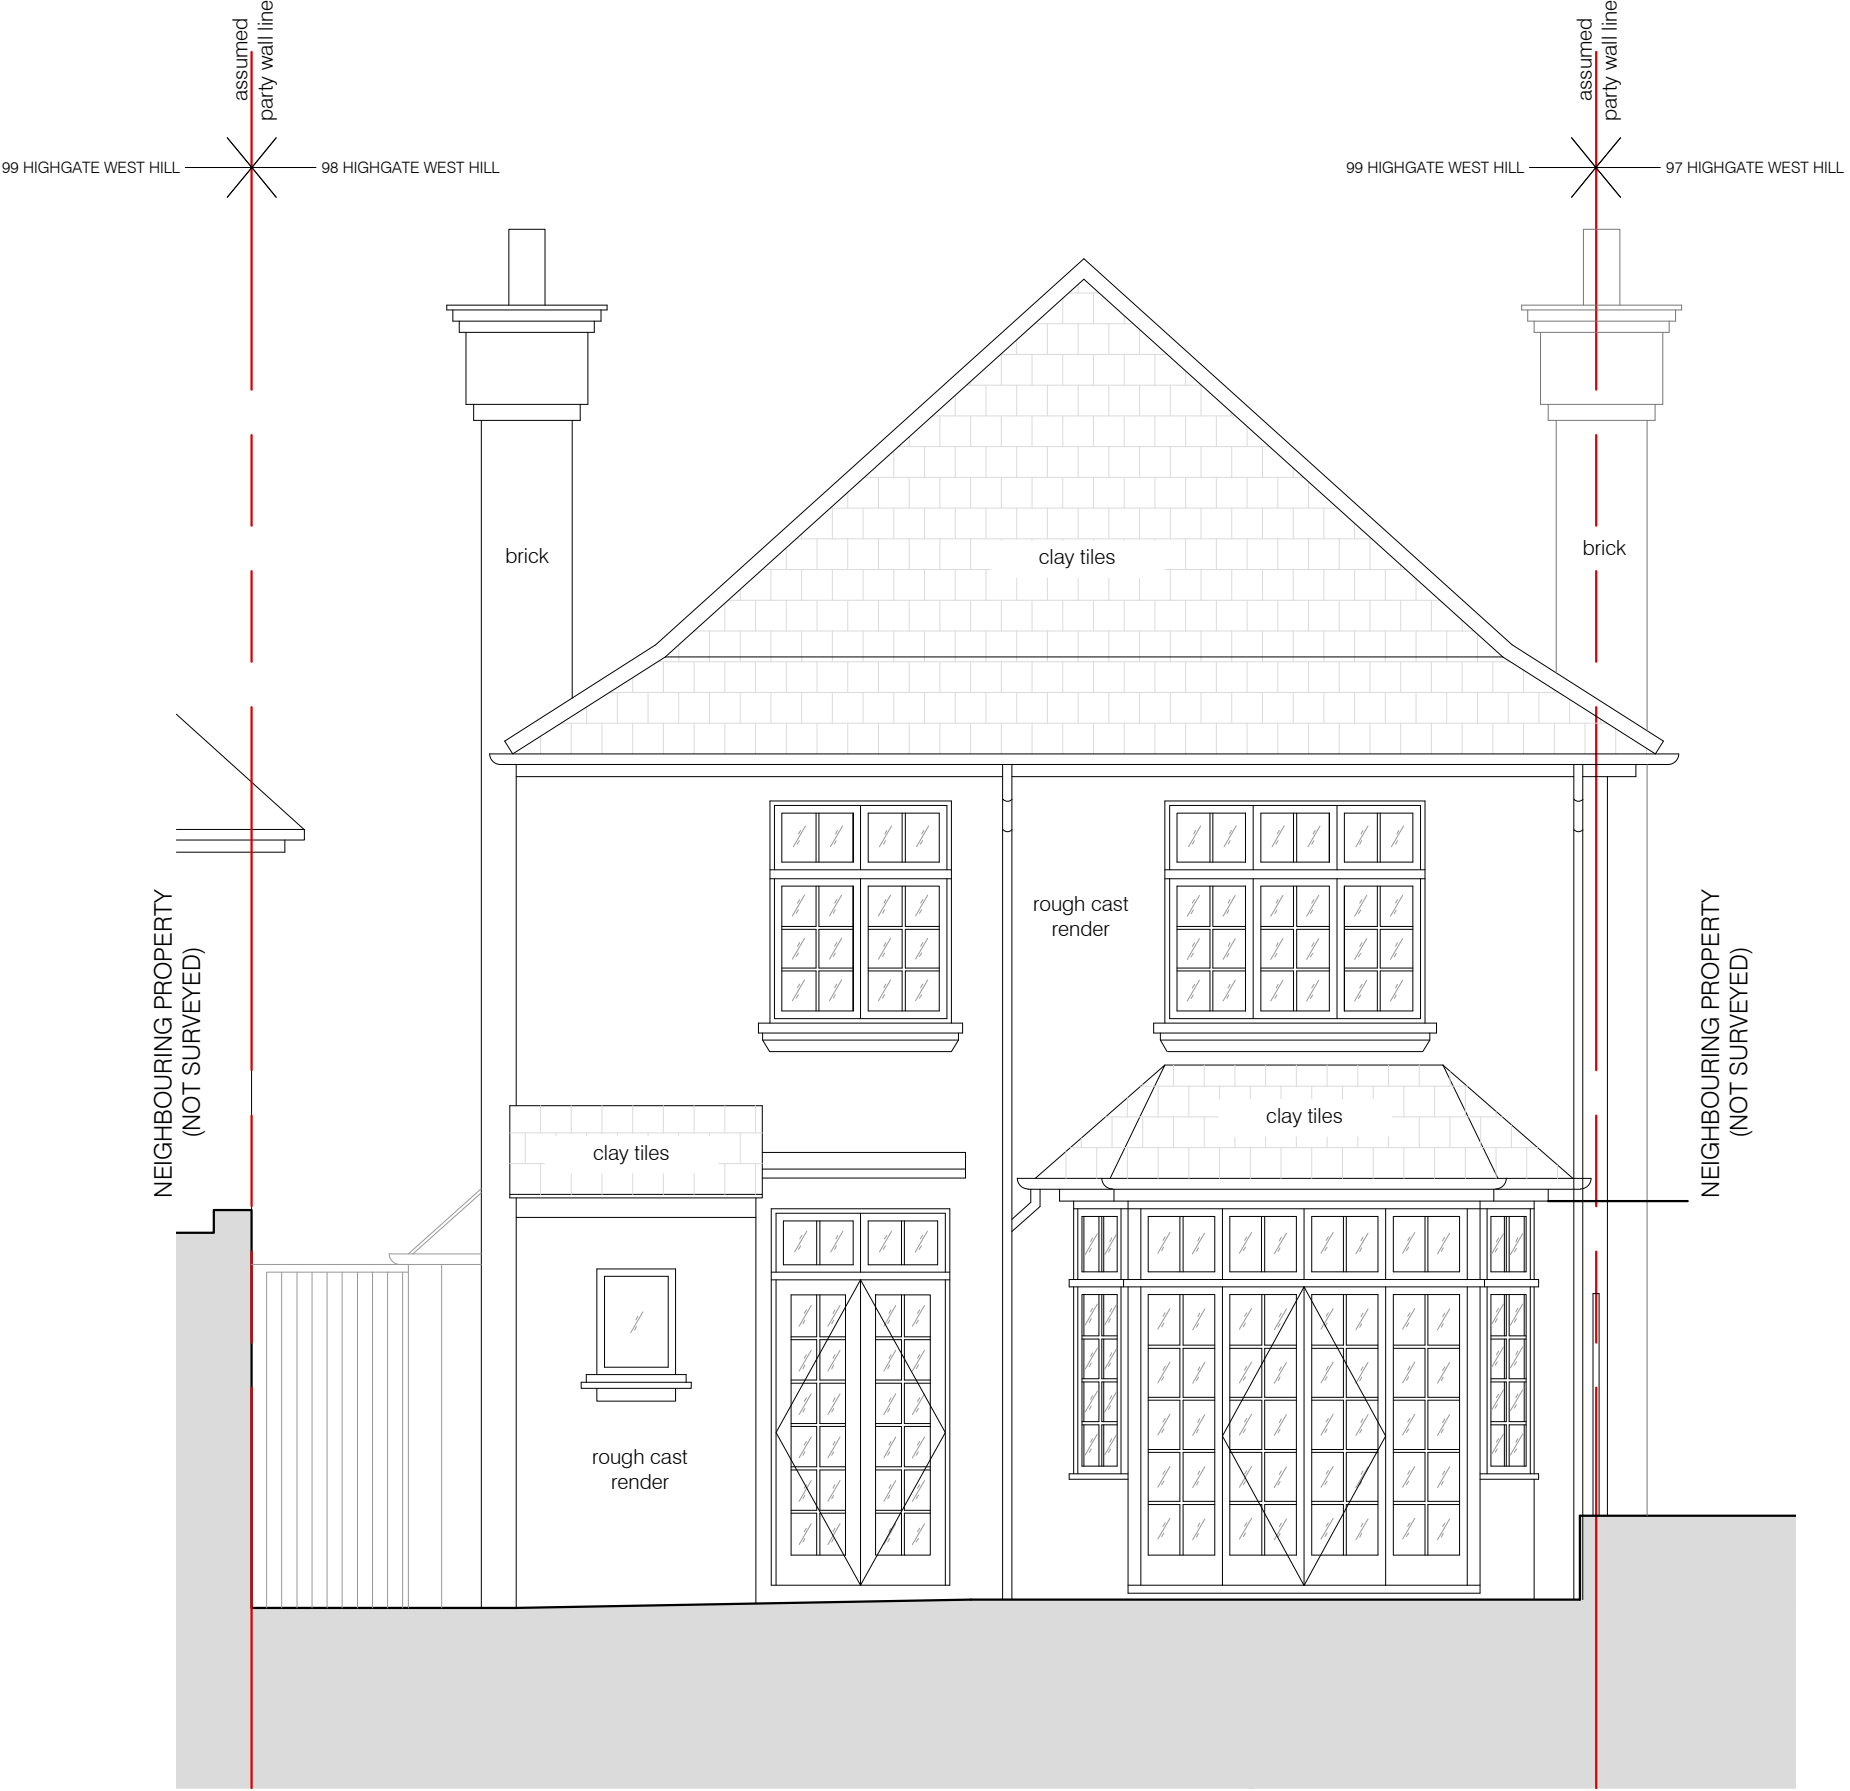 assumed
party wall line
assumed
party wall line
99 HIGHGATE WEST HILL
98 HIGHGATE WEST HILL
99 HIGHGATE WEST HILL
97 HIGHGATE WEST HILL
brick
clay tiles
brick
rough cast
render
NEIGHBOURING PROPERTY
(NOT SURVEYED)
NEIGHBOURING PROPERTY
(NOT SURVEYED)
clay tiles
clay tiles
rough cast
render